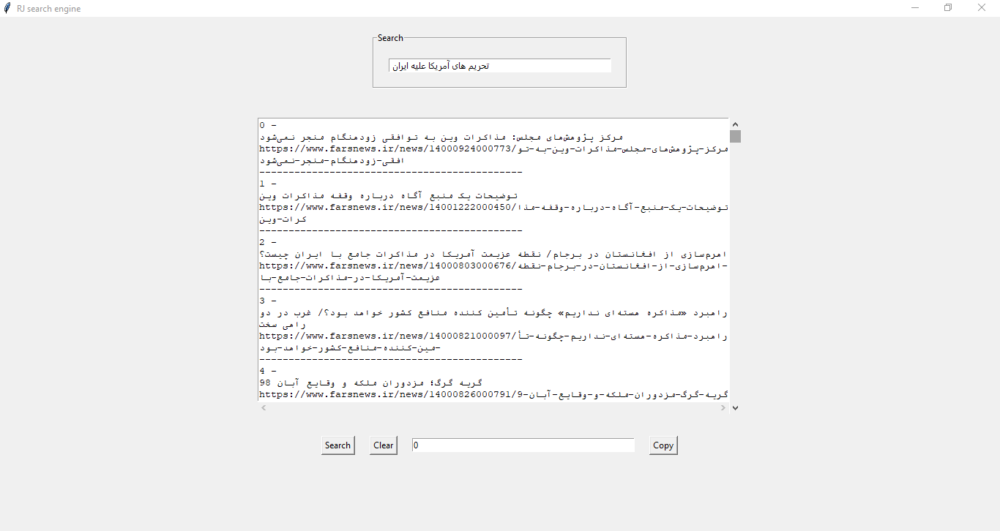 RJ search engine
Search
تحریم های آمریکا علیه ایران
0 -
مرکز پژوهش‌های مجلس: مذاکرات وین به توافقی زودهنگام منجر نمی‌شود
https://www.farsnews.ir/news/14000924000773/مرکز-پژوهش‌های-مجلس-مذاکرات-وین-به-تو
افقی-زودهنگام-منجر-نمی‌شود
---------------------------------------------
1 -
توضیحات یک منبع آگاه درباره وقفه مذاکرات وین
https://www.farsnews.ir/news/14001222000450/توضیحات-یک-منبع-آگاه-درباره-وقفه-مذا
کرات-وین
---------------------------------------------
2 -
اهرم‌سازی از افغانستان در برجام/ نقطه عزیمت آمریکا در مذاکرات جامع با ایران چیست؟
https://www.farsnews.ir/news/14000803000676/اهرم‌سازی-از-افغانستان-در-برجام-نقطه-
عزیمت-آمریکا-در-مذاکرات-جامع-با
---------------------------------------------
3 -
راهبرد «مذاکره هسته‌ای نداریم» چگونه تأمین کننده منافع کشور خواهد بود؟/ غرب در دو
راهی سخت
https://www.farsnews.ir/news/14000821000097/راهبرد-مذاکره-هسته‌ای-نداریم-چگونه-تأ
مین-کننده-منافع-کشور-خواهد-بود-
---------------------------------------------
4 -
گریه گرگ؛ مزدوران ملکه و وقایع آبان 98
https://www.farsnews.ir/news/14000826000791/گریه-گرگ-مزدوران-ملکه-و-وقایع-آبان-9
Search
Clear
0
Copy